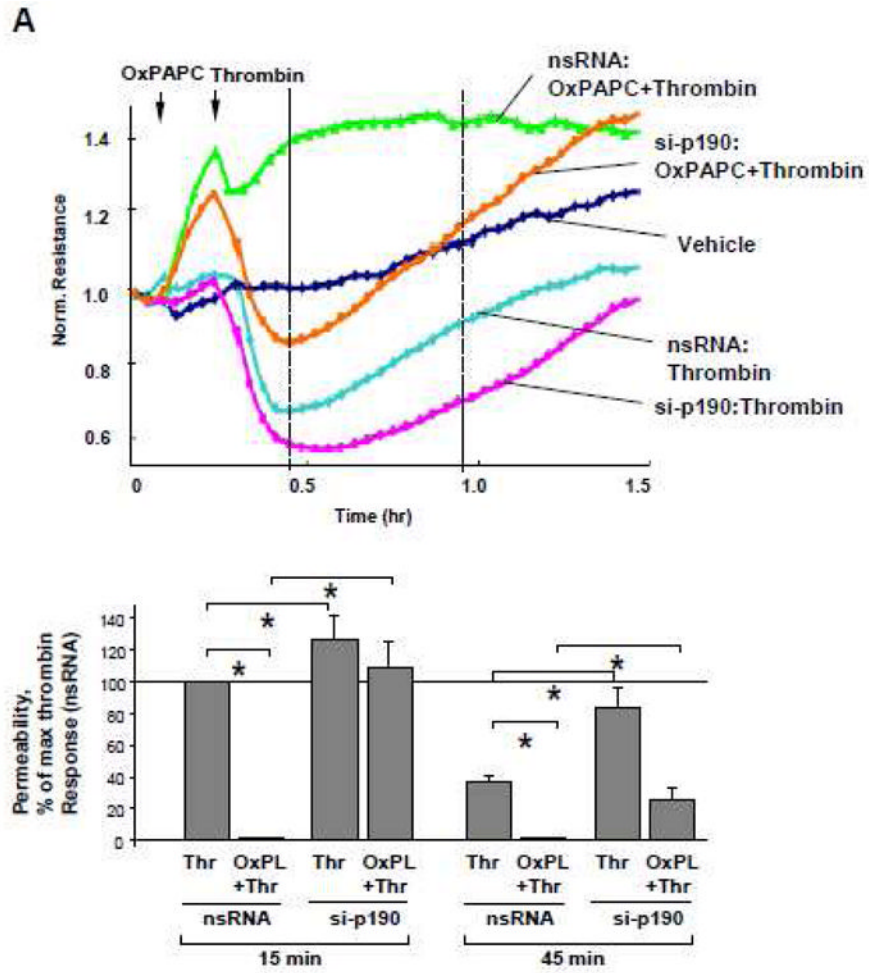 A
OxPAPC Thrombin
nsRNA:
OxPAPC+Thrombin
si-p190:
OxPAPC+Thrombin
Vehicle
nsRNA:
Thrombin
si-p190:Thrombin
Norm. Resistance
1.4
1.2
1.0
0.8
0.6
0 0.5 1.0 1.5
Time (hr)
Permeability,
% of max thrombin
Response (nsRNA)
140
120
100
80
60
40
20
0
* * * * * *
Thr OxPL Thr OxPL Thr OxPL Thr OxPL
+Thr +Thr +Thr +Thr
nsRNA si-p190 nsRNA si-p190
15 min 45 min